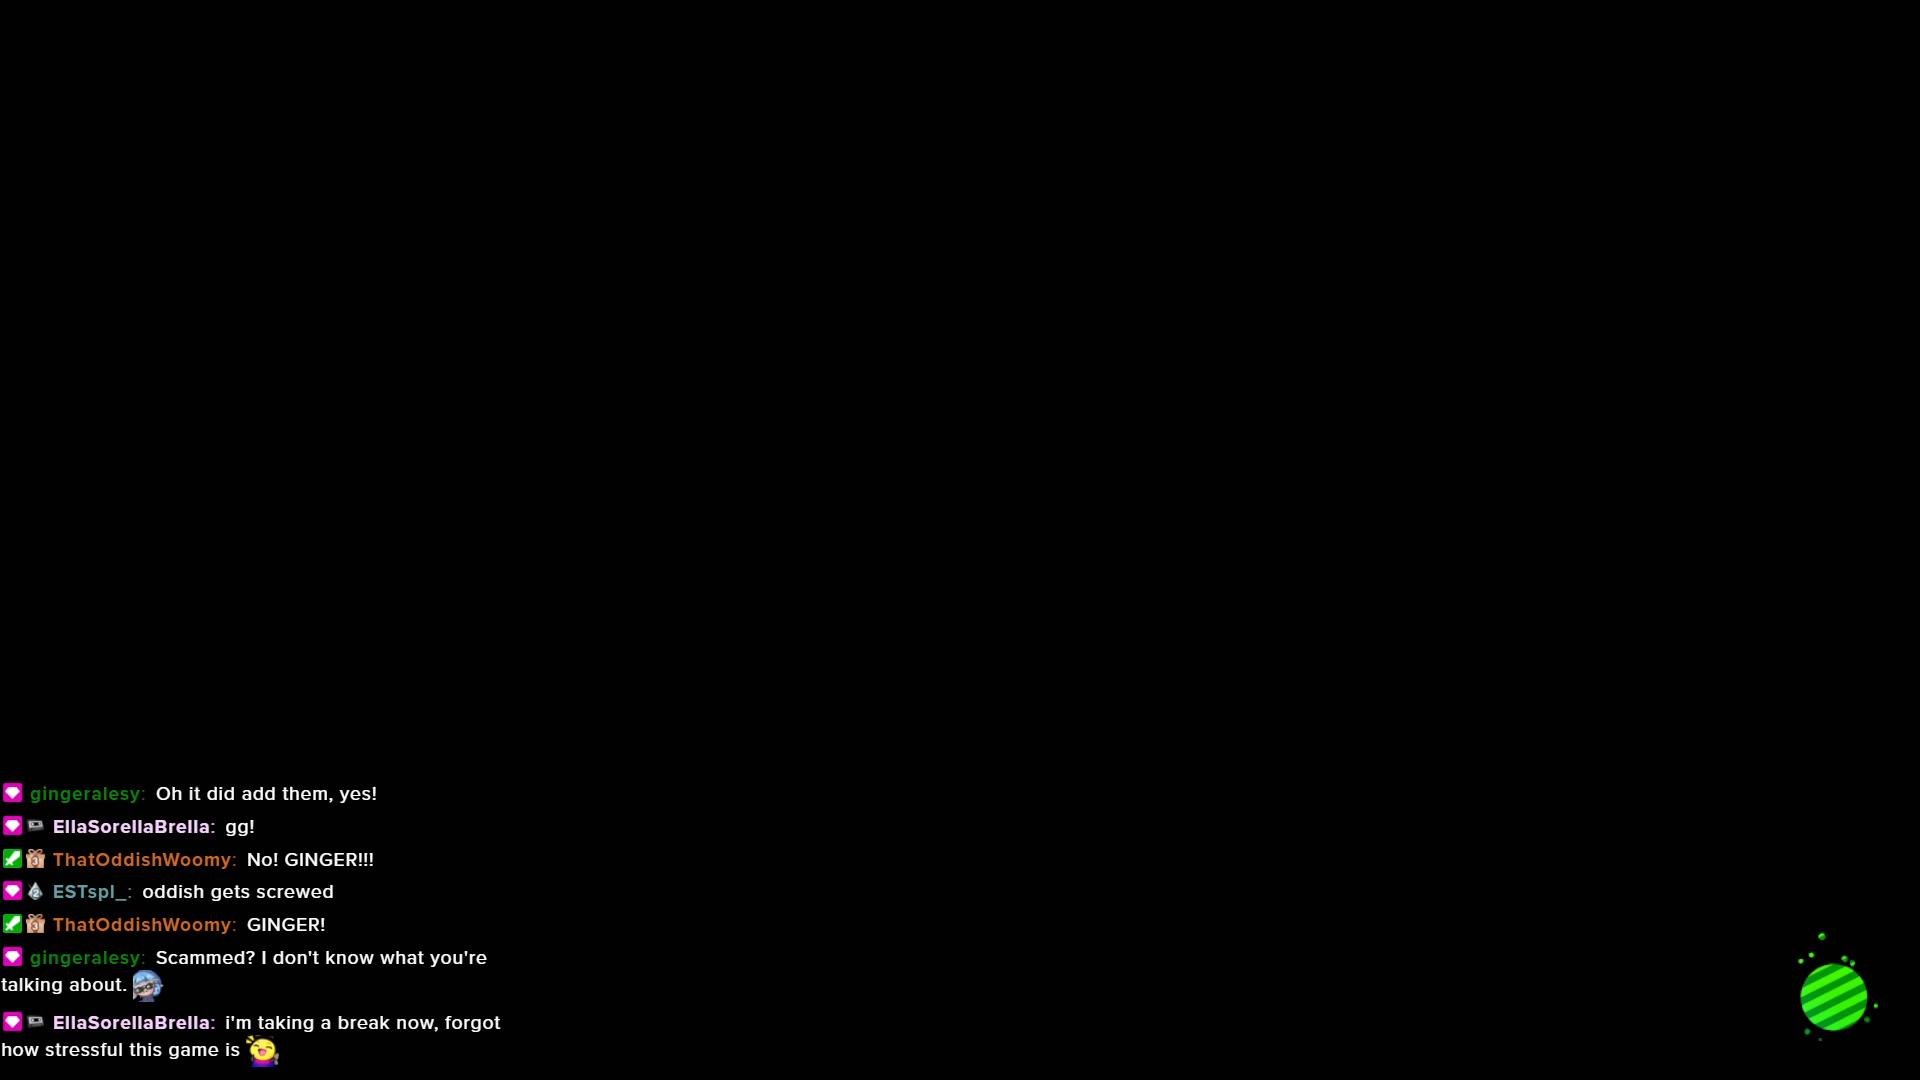 gingeralesy: Oh it did add them, yes!
EllaSorellaBrella: gg!
ThatOddishWoomy: No! GINGER!!!
ESTspl_: oddish gets screwed
ThatOddishWoomy: GINGER!
gingeralesy: Scammed? I don't know what you're
talking about.
EllaSorellaBrella: i'm taking a break now, forgot
how stressful this game is